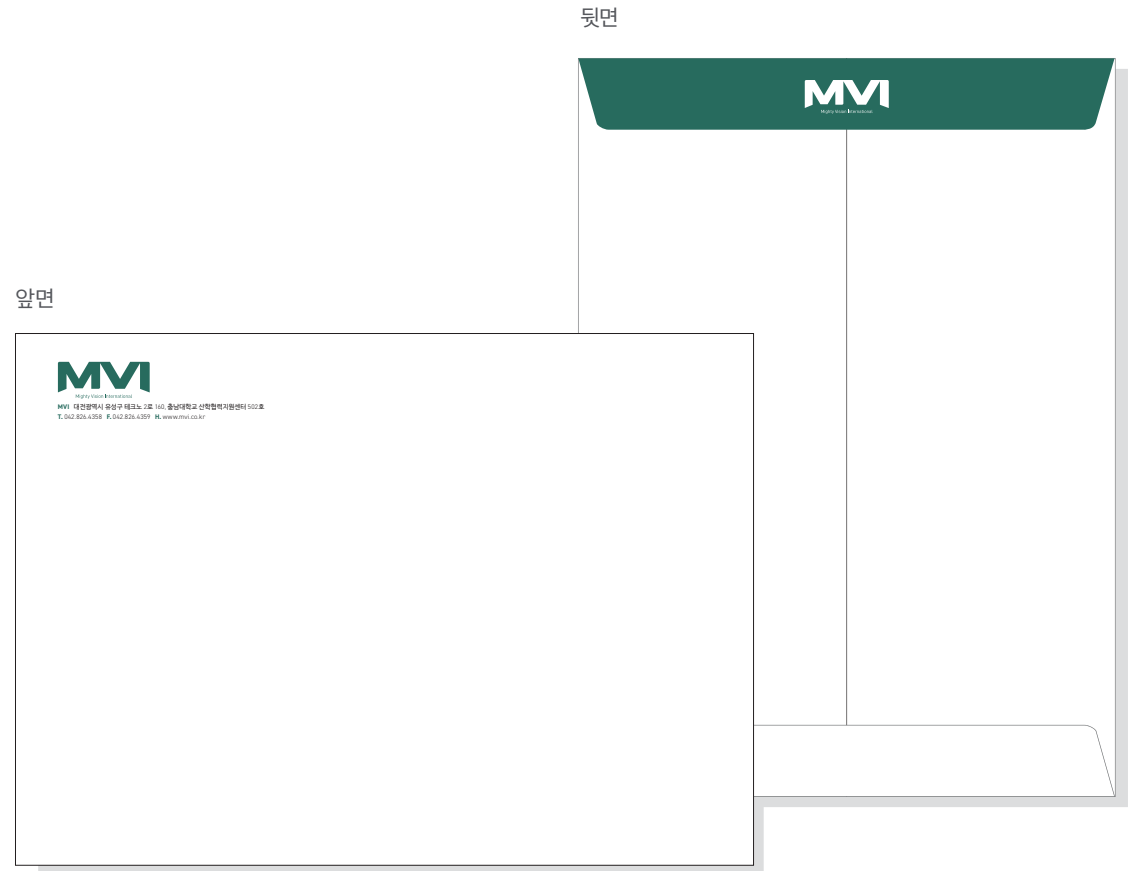 뒷면
MVI
Mighty Vision International
앞면
MVI
Mighty Vision International
MVI 대전광역시 유성구 테크노 2로 160, 충남대학교 산학협력지원센터 502호
T. 042.826.4358 F. 042.826.4359 H. www.mvi.co.kr